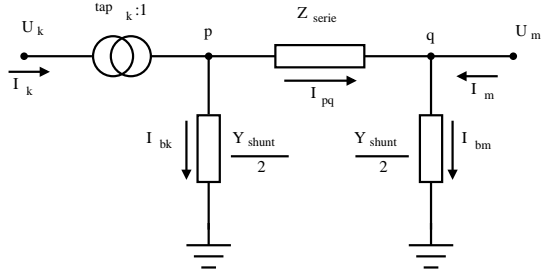 tap k :1
Z serie
U k
p
q
U m
I k
I pq
I m
I bk
Y shunt
2
Y shunt
2
I bm